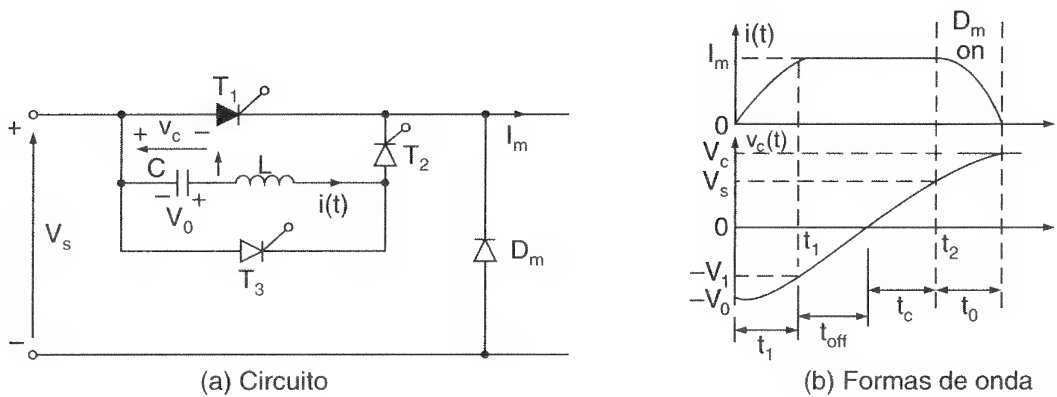 T1
Im
+
+ vc −
T2
C
L
− +
V0
i(t)
Vs
T3
Dm
−
(a) Circuito
Dm
on
i(t)
Im
0
vc(t)
Vc
Vs
0
t1
t2
−V1
−V0
tc
t0
t1
toff
(b) Formas de onda